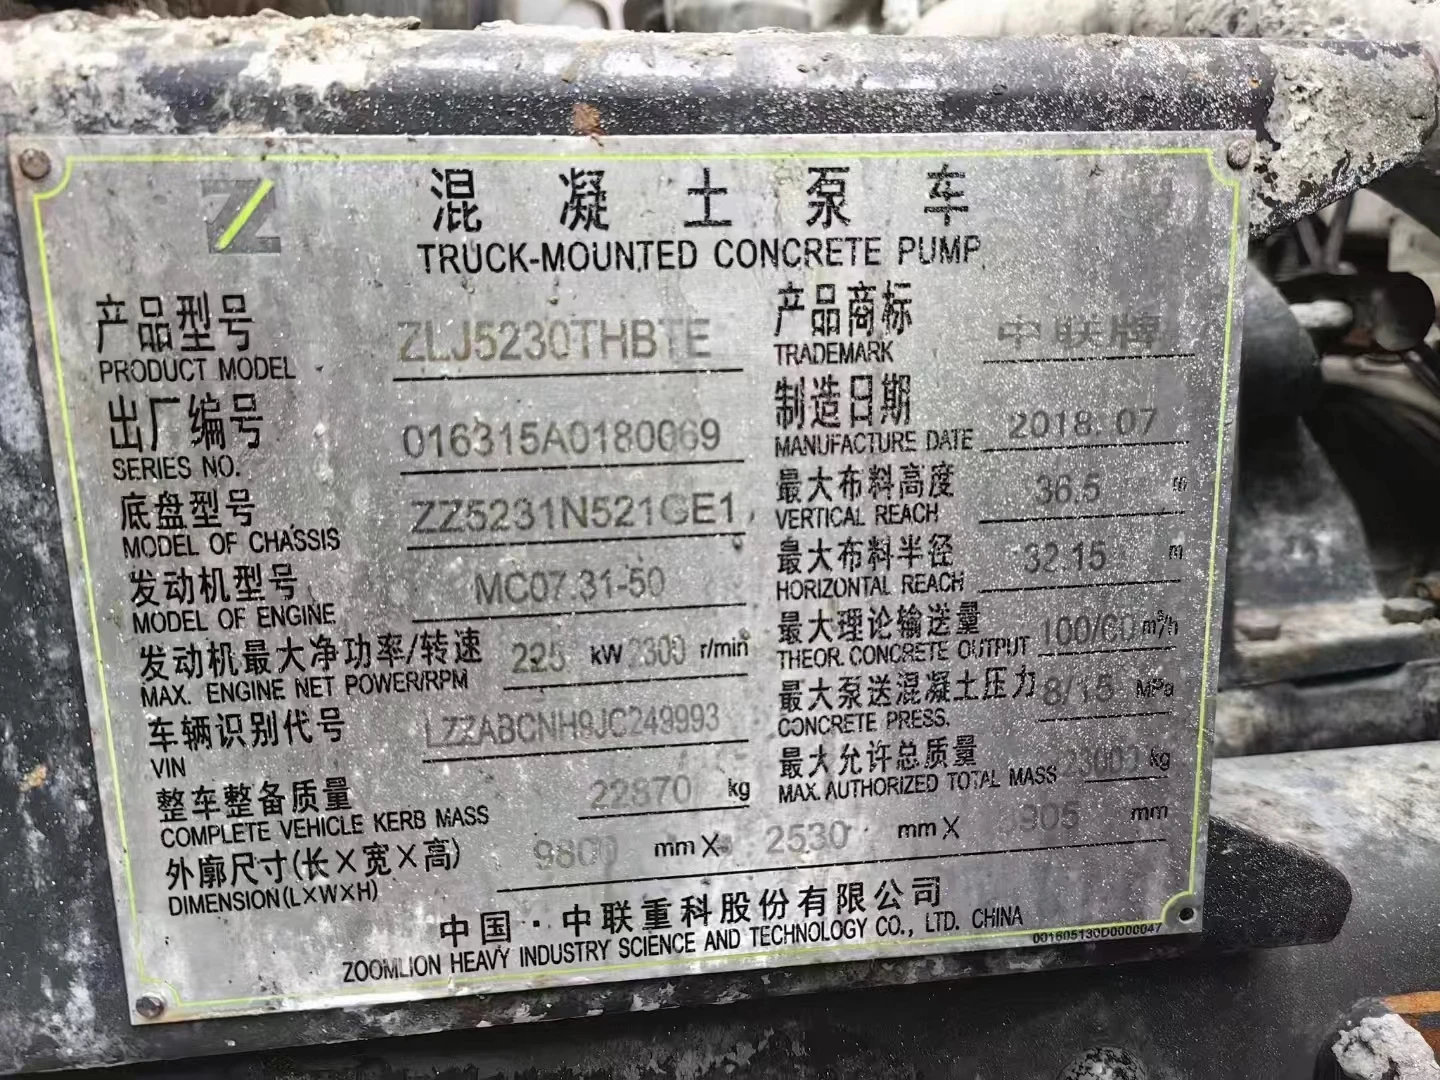 混凝土泵车
TRUCK-MOUNTED CONCRETE PUMP
产品型号 ZLJ5230THBTE
PRODUCT MODEL
出厂编号 016315A0180069
SERIES NO.
底盘型号 ZZ5231N521GE1
MODEL OF CHASSIS
发动机型号 MC07.31-50
MODEL OF ENGINE
发动机最大净功率/转速 225 kW 2300 r/min
MAX. ENGINE NET POWER/RPM
车辆识别代号 LZZABCNH9JC249993
VIN
整车整备质量 22870 kg
COMPLETE VEHICLE KERB MASS
产品商标 中联牌
TRADEMARK
制造日期 2018.07
MANUFACTURE DATE
最大布料高度 36.5 m
VERTICAL REACH
最大布料半径 32.15 m
HORIZONTAL REACH
最大理论输送量 100/60 m³/h
THEOR. CONCRETE OUTPUT
最大泵送混凝土压力 8/15 MPa
CONCRETE PRESS.
最大允许总质量 23000 kg
MAX. AUTHORIZED TOTAL MASS
外廓尺寸(长×宽×高) 9800 mm× 2530 mm× mm
DIMENSION(L×W×H)
中国·中联重科股份有限公司
ZOOMLION HEAVY INDUSTRY SCIENCE AND TECHNOLOGY CO., LTD. CHINA
001605130D0000047